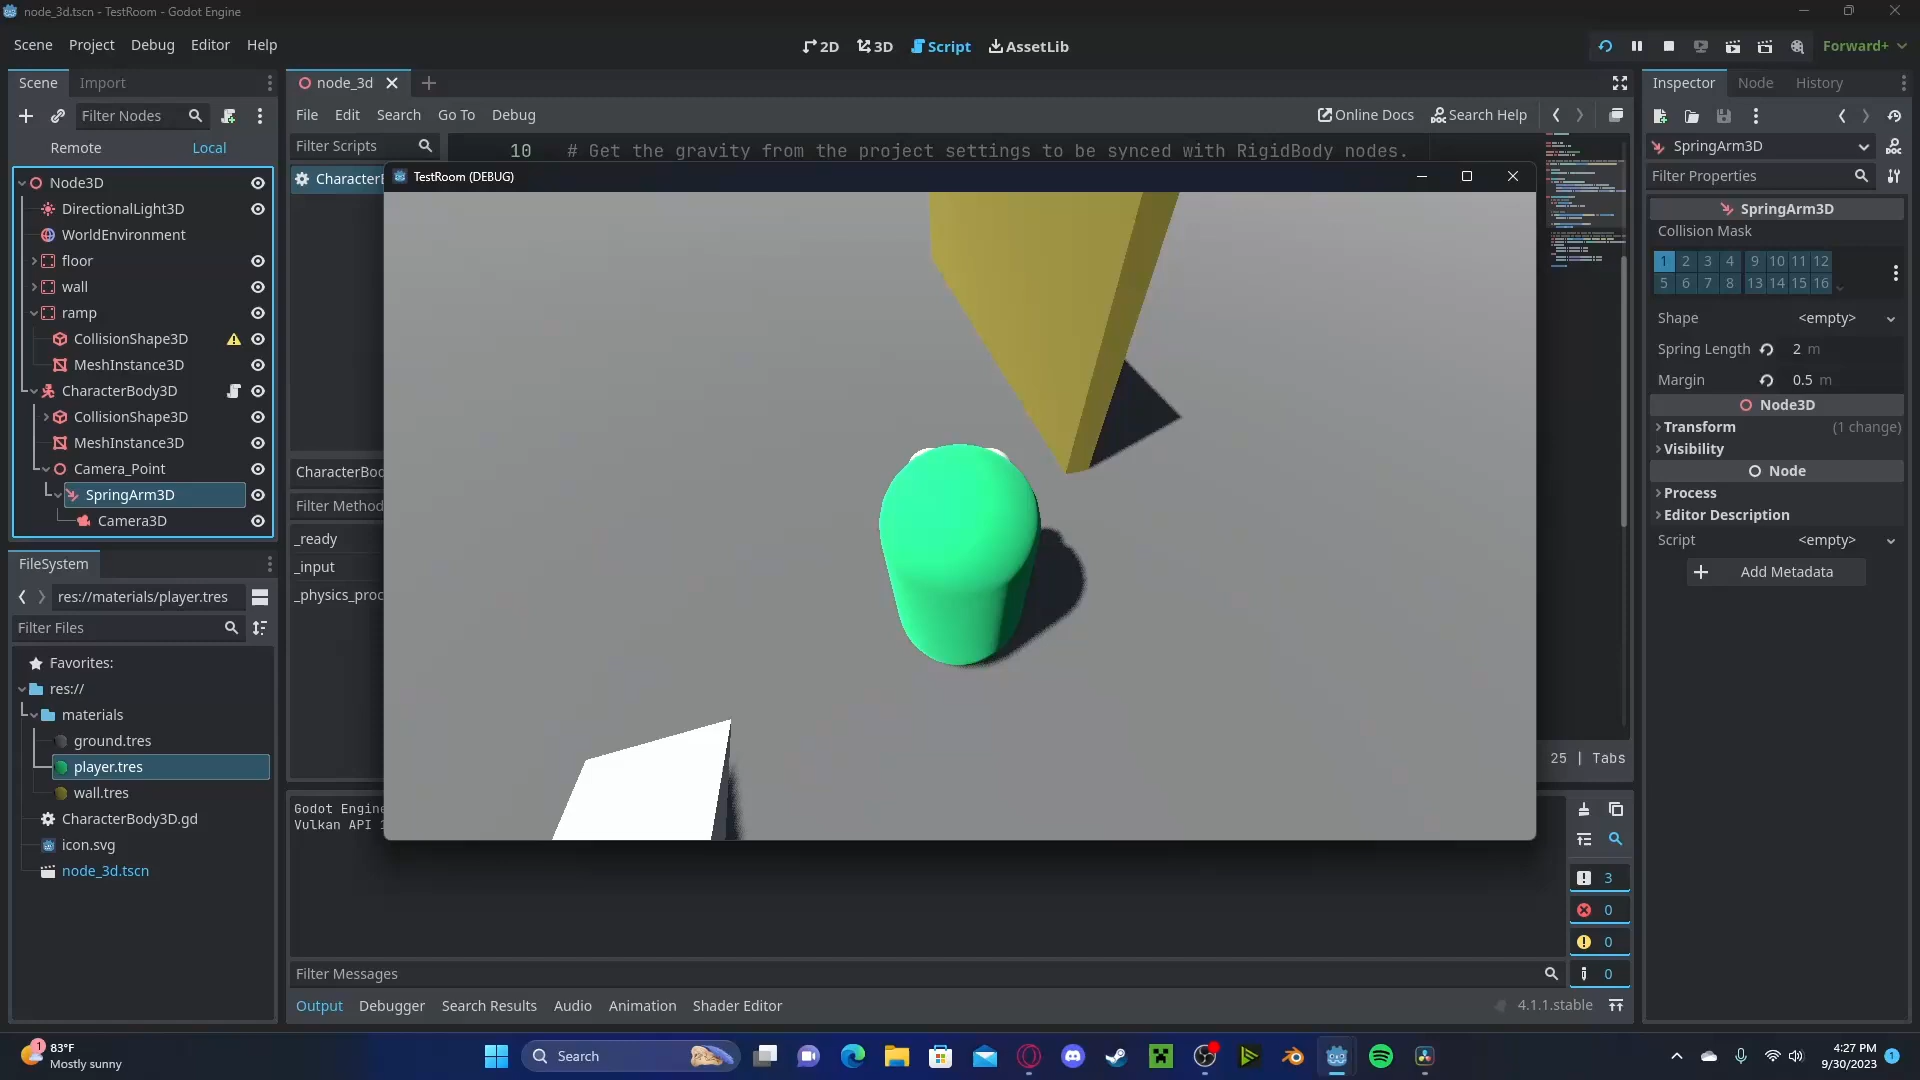 node_3d.tscn - TestRoom - Godot Engine
Scene Project Debug Editor Help
2D 3D Script AssetLib
Forward+
Scene Import
Filter Nodes
Remote Local
Node3D
DirectionalLight3D
WorldEnvironment
floor
wall
ramp
CollisionShape3D
MeshInstance3D
CharacterBody3D
CollisionShape3D
MeshInstance3D
Camera_Point
SpringArm3D
Camera3D
FileSystem
res://materials/player.tres
Filter Files
Favorites:
res://
materials
ground.tres
player.tres
wall.tres
CharacterBody3D.gd
icon.svg
node_3d.tscn
node_3d
File Edit Search Go To Debug
Online Docs Search Help
Filter Scripts
10 # Get the gravity from the project settings to be synced with RigidBody nodes.
CharacterB
TestRoom (DEBUG)
CharacterBod
Filter Method
_ready
_input
_physics_proc
25 | Tabs
Godot Engine
Vulkan API
3
0
0
0
Filter Messages
Output Debugger Search Results Audio Animation Shader Editor
4.1.1.stable
Inspector Node History
SpringArm3D
Filter Properties
SpringArm3D
Collision Mask
1 2 3 4 9 10 11 12
5 6 7 8 13 14 15 16
Shape <empty>
Spring Length 2 m
Margin 0.5 m
Node3D
Transform (1 change)
Visibility
Node
Process
Editor Description
Script <empty>
Add Metadata
1
83°F
Mostly sunny
Search
4:27 PM
9/30/2023
1